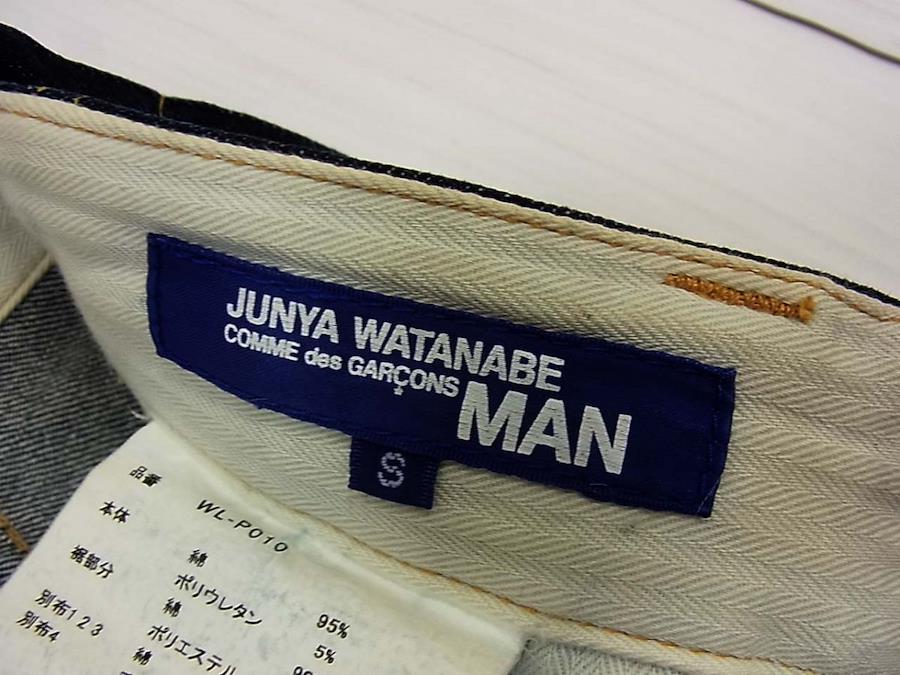 JUNYA WATANABE
COMME des GARÇONS
MAN
S
品番 WL-P010
本体 綿 95%
ポリウレタン 5%
裾部分 綿
ポリエステル
別布123 綿
別布4